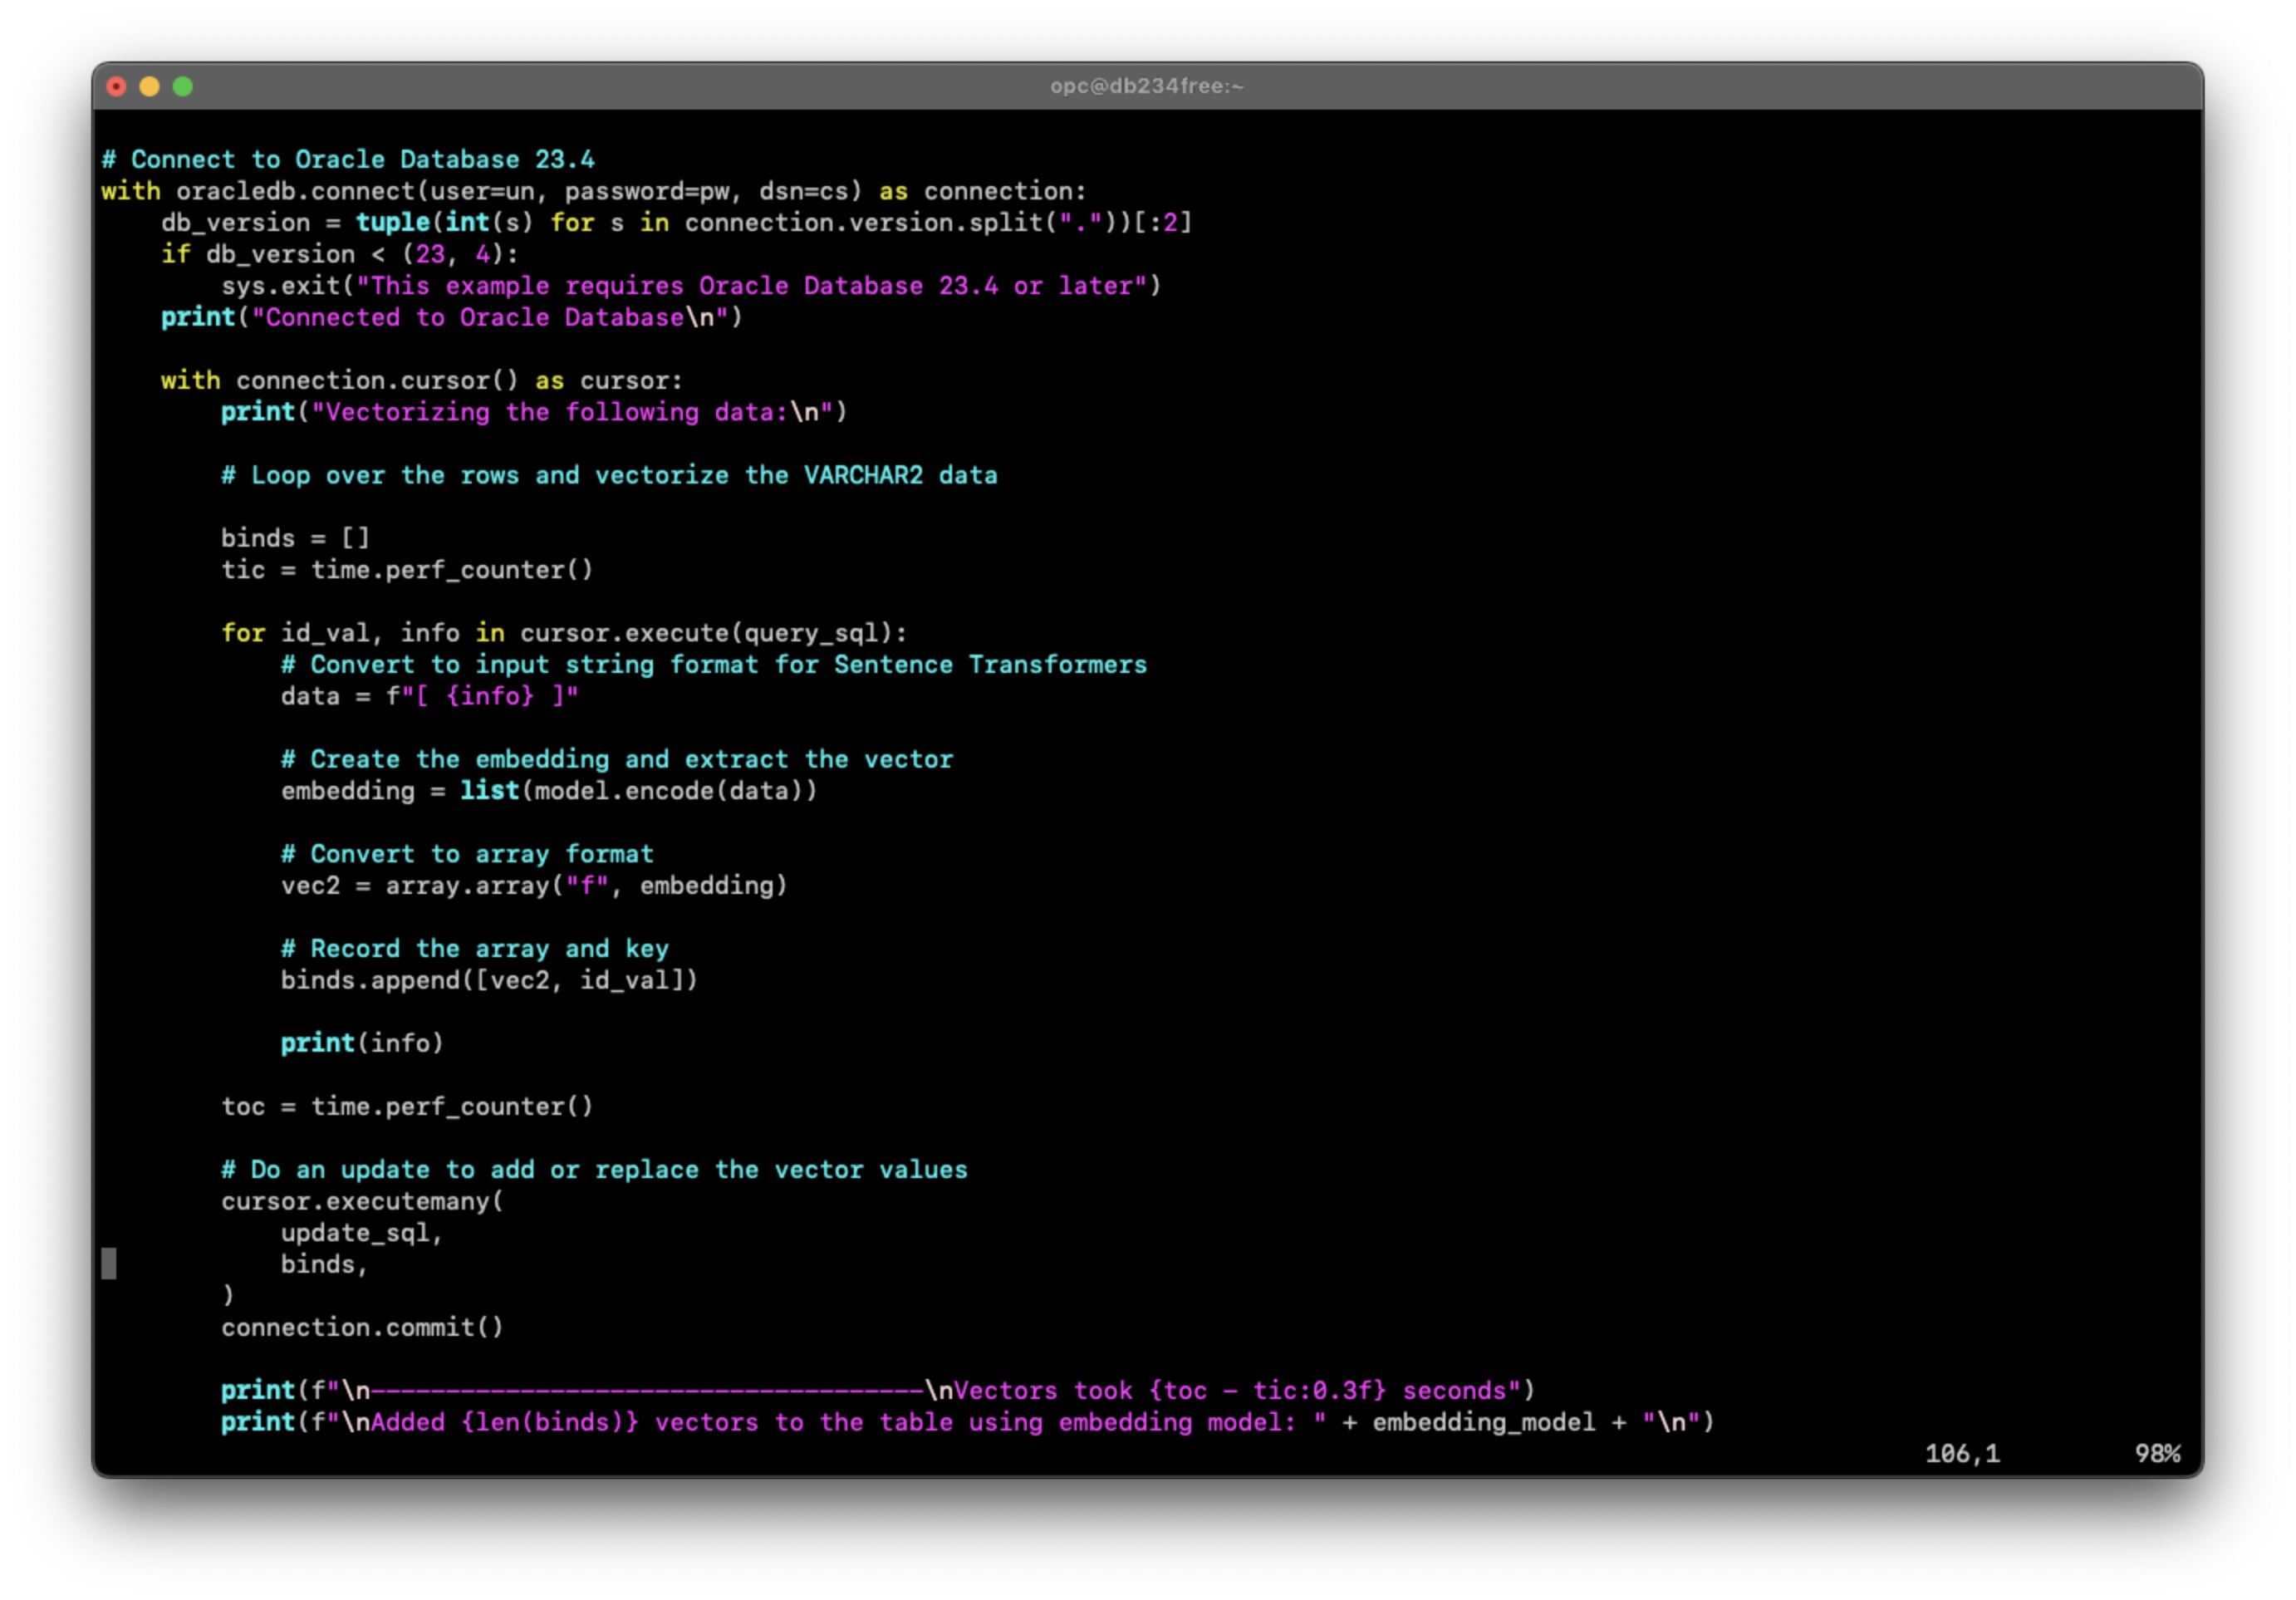 opc@db234free:~
# Connect to Oracle Database 23.4
with oracledb.connect(user=un, password=pw, dsn=cs) as connection:
    db_version = tuple(int(s) for s in connection.version.split("."))[:2]
    if db_version < (23, 4):
        sys.exit("This example requires Oracle Database 23.4 or later")
    print("Connected to Oracle Database\n")
    with connection.cursor() as cursor:
        print("Vectorizing the following data:\n")
        # Loop over the rows and vectorize the VARCHAR2 data
        binds = []
        tic = time.perf_counter()
        for id_val, info in cursor.execute(query_sql):
            # Convert to input string format for Sentence Transformers
            data = f"[ {info} ]"
            # Create the embedding and extract the vector
            embedding = list(model.encode(data))
            # Convert to array format
            vec2 = array.array("f", embedding)
            # Record the array and key
            binds.append([vec2, id_val])
            print(info)
        toc = time.perf_counter()
        # Do an update to add or replace the vector values
        cursor.executemany(
            update_sql,
            binds,
        )
        connection.commit()
        print(f"\n—————————————————————————————————————\nVectors took {toc - tic:0.3f} seconds")
        print(f"\nAdded {len(binds)} vectors to the table using embedding model: " + embedding_model + "\n")
106,1 98%